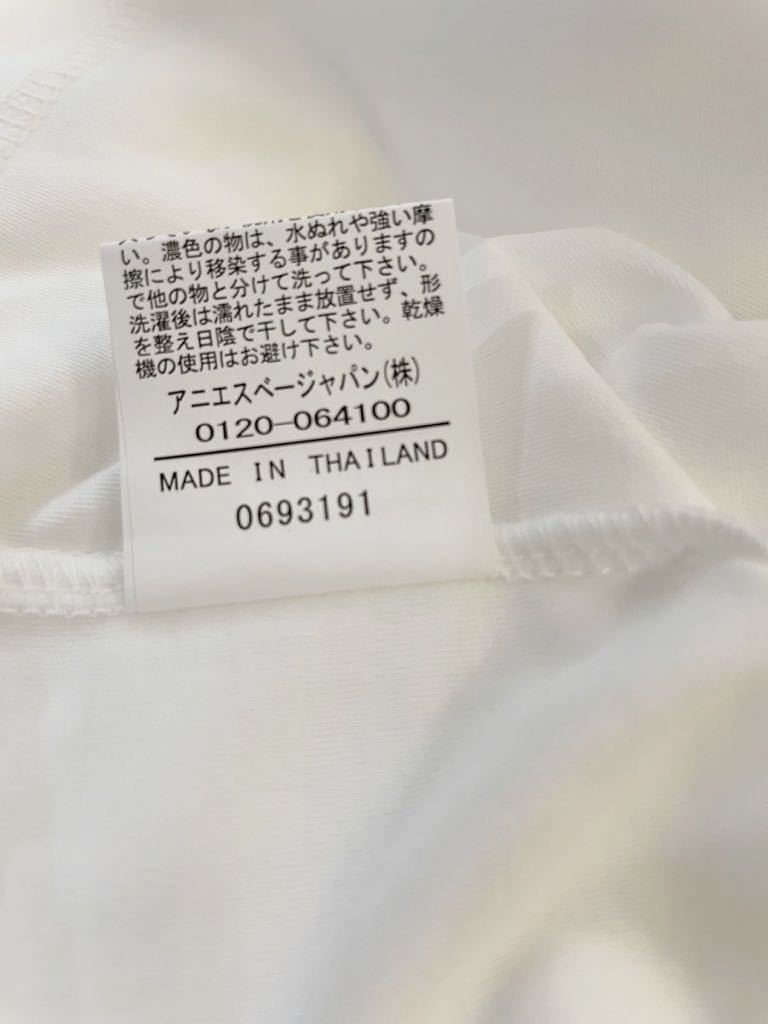 い。濃色の物は、水ぬれや強い摩
擦により移染する事がありますの
で他の物と分けて洗って下さい。
洗濯後は濡れたまま放置せず、形
を整え日陰で干して下さい。乾燥
機の使用はお避け下さい。
アニエスベージャパン(株)
0120-064100
MADE IN THAILAND
0693191